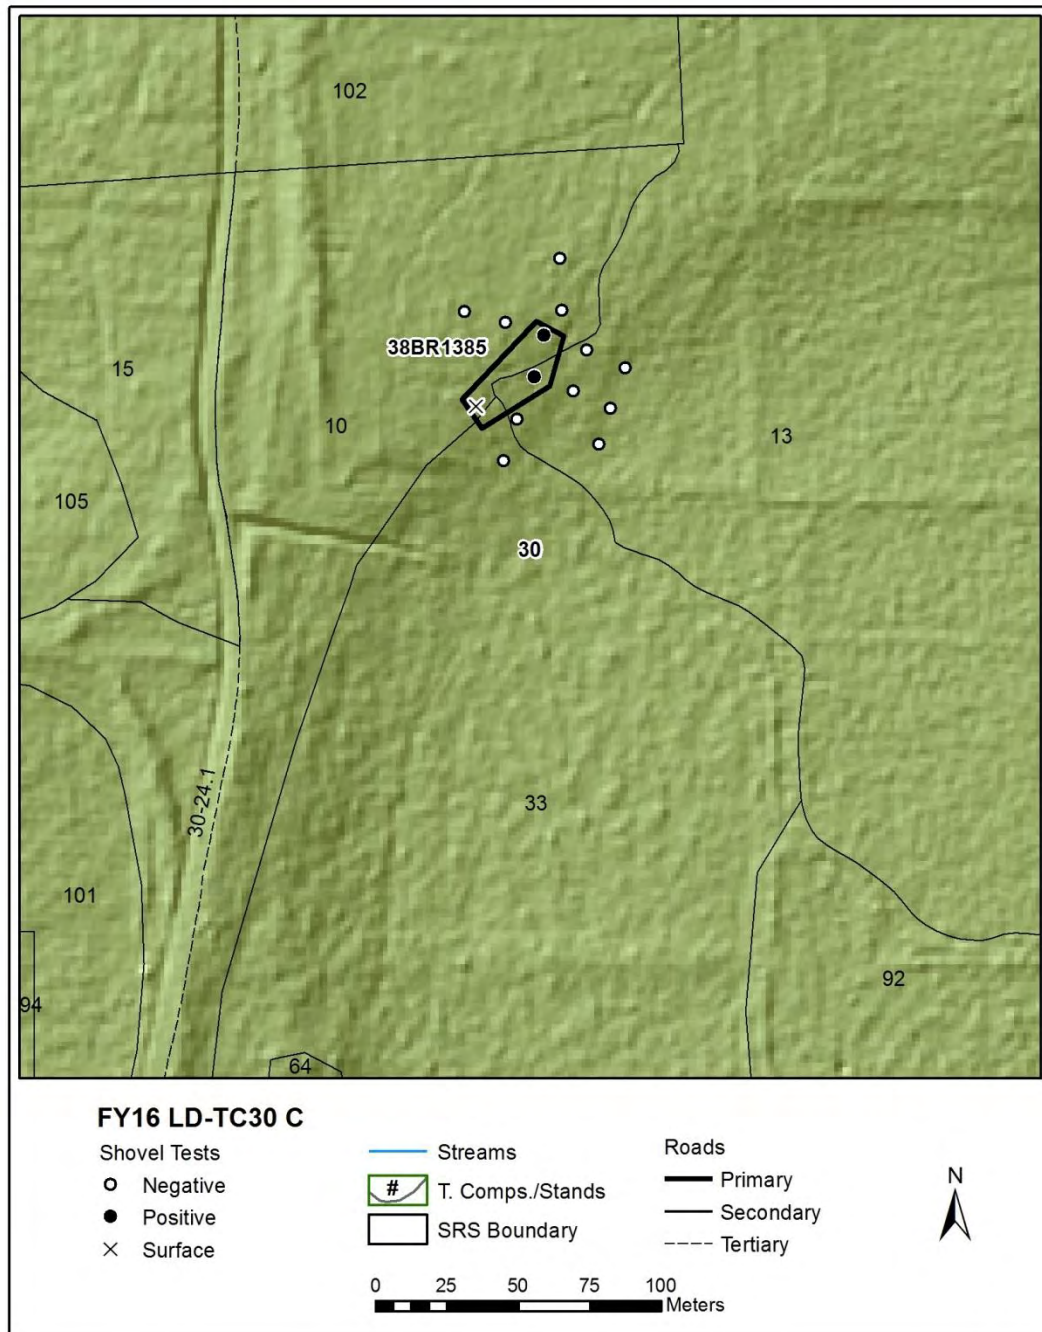 102
38BR1385
15
10
13
105
30
33
30-24.1
101
92
94
64
FY16 LD-TC30 C
Shovel Tests
Negative
Positive
Surface
Streams
# T. Comps./Stands
SRS Boundary
Roads
Primary
Secondary
Tertiary
N
0 25 50 75 100
Meters